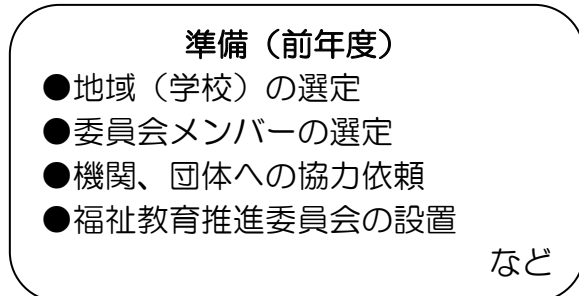 準備（前年度）
●地域（学校）の選定
●委員会メンバーの選定
●機関、団体への協力依頼
●福祉教育推進委員会の設置
など